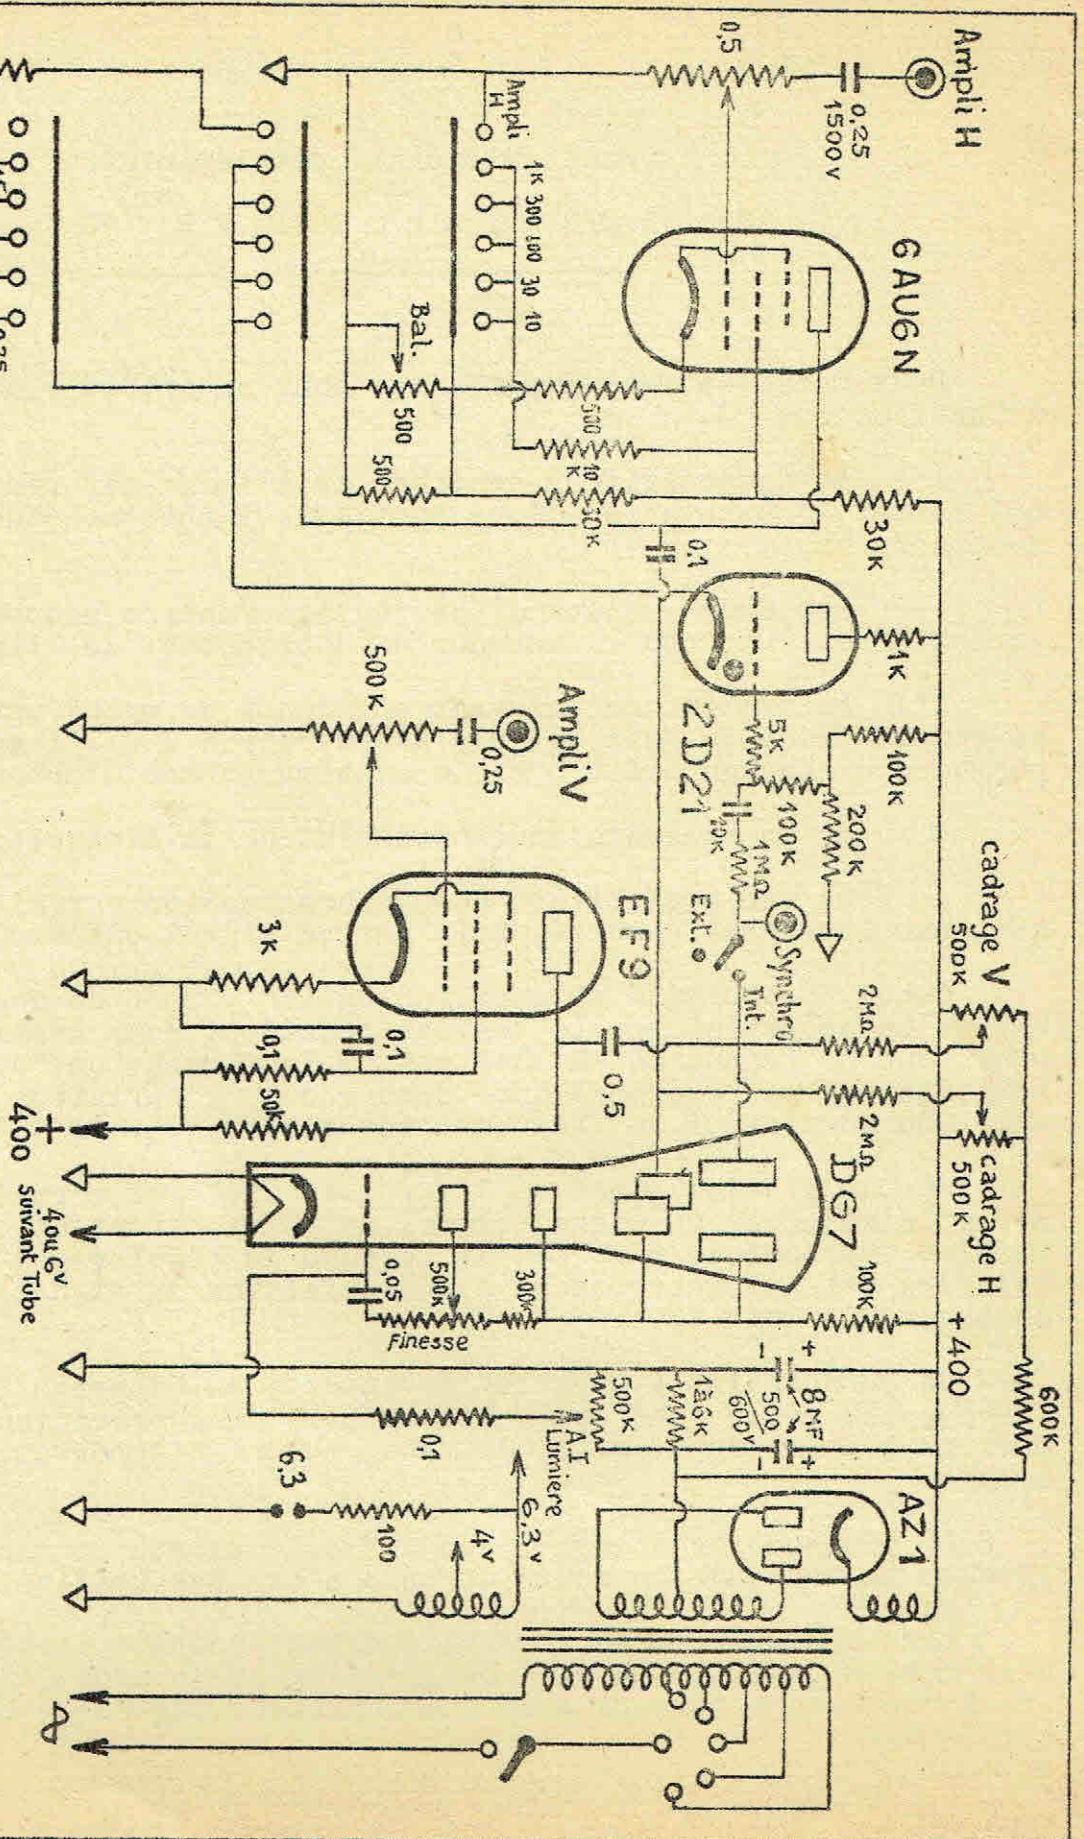 Ampli H
0,25
1500 V
0,5
6AU6N
Ampli
H
1K 300 100 30 10
Bal.
500
500
500
10
K
30K
30K
0,1
1K
2D21
5K
100K
100K
200K
20K
1MΩ
Synchro
Ext.
Int.
Ampli V
0,25
500K
EF9
3K
0,1
0,1
50K
0,5
+
400
cadrage V
500K
2MΩ
2MΩ
cadrage H
500K
DG7
4ou6V
suivant Tube
0,05
500K
300K
Finesse
100K
+400
600K
+
-
8MF
500
600V
+
-
1à6K
500K
A.I
Lumiere
0,1
6,3
100
4V
6,3V
AZ1